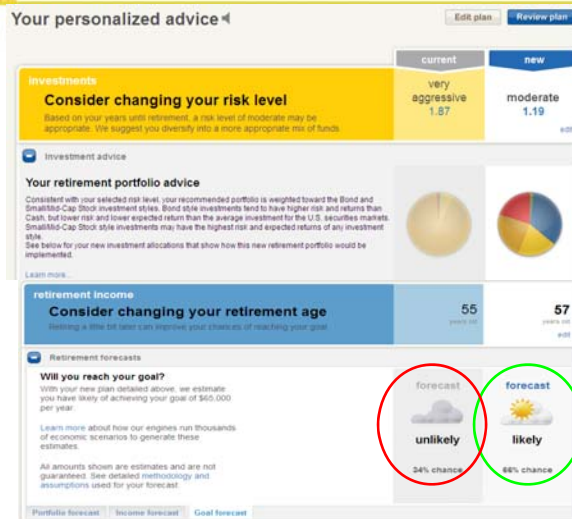 Your personalized advice
Edit plan
Review plan
current
new
investments
Consider changing your risk level
Based on your years until retirement, a risk level of moderate may be
appropriate. We suggest you diversify into a more appropriate mix of funds
very
aggressive
1.87
moderate
1.19
edit
Investment advice
Your retirement portfolio advice
Consistent with your selected risk level, your recommended portfolio is weighted toward the Bond and
Small/Mid-Cap Stock investment styles. Bond style investments tend to have higher risk and returns than
Cash, but lower risk and lower expected return than the average investment for the U.S. securities markets.
Small/Mid-Cap Stock style investments may have the highest risk and expected returns of any investment
style.
See below for your new investment allocations that show how this new retirement portfolio would be
implemented.
Learn more...
retirement income
Consider changing your retirement age
Retiring a little bit later can improve your chances of reaching your goal
55
years old
57
years old
edit
Retirement forecasts
Will you reach your goal?
With your new plan detailed above, we estimate
you have likely of achieving your goal of $65,000
per year.
Learn more about how our engines run thousands
of economic scenarios to generate these
estimates.
All amounts shown are estimates and are not
guaranteed. See detailed methodology and
assumptions used for your forecast
forecast
unlikely
34% chance
forecast
likely
66% chance
Portfolio forecast
Income forecast
Goal forecast